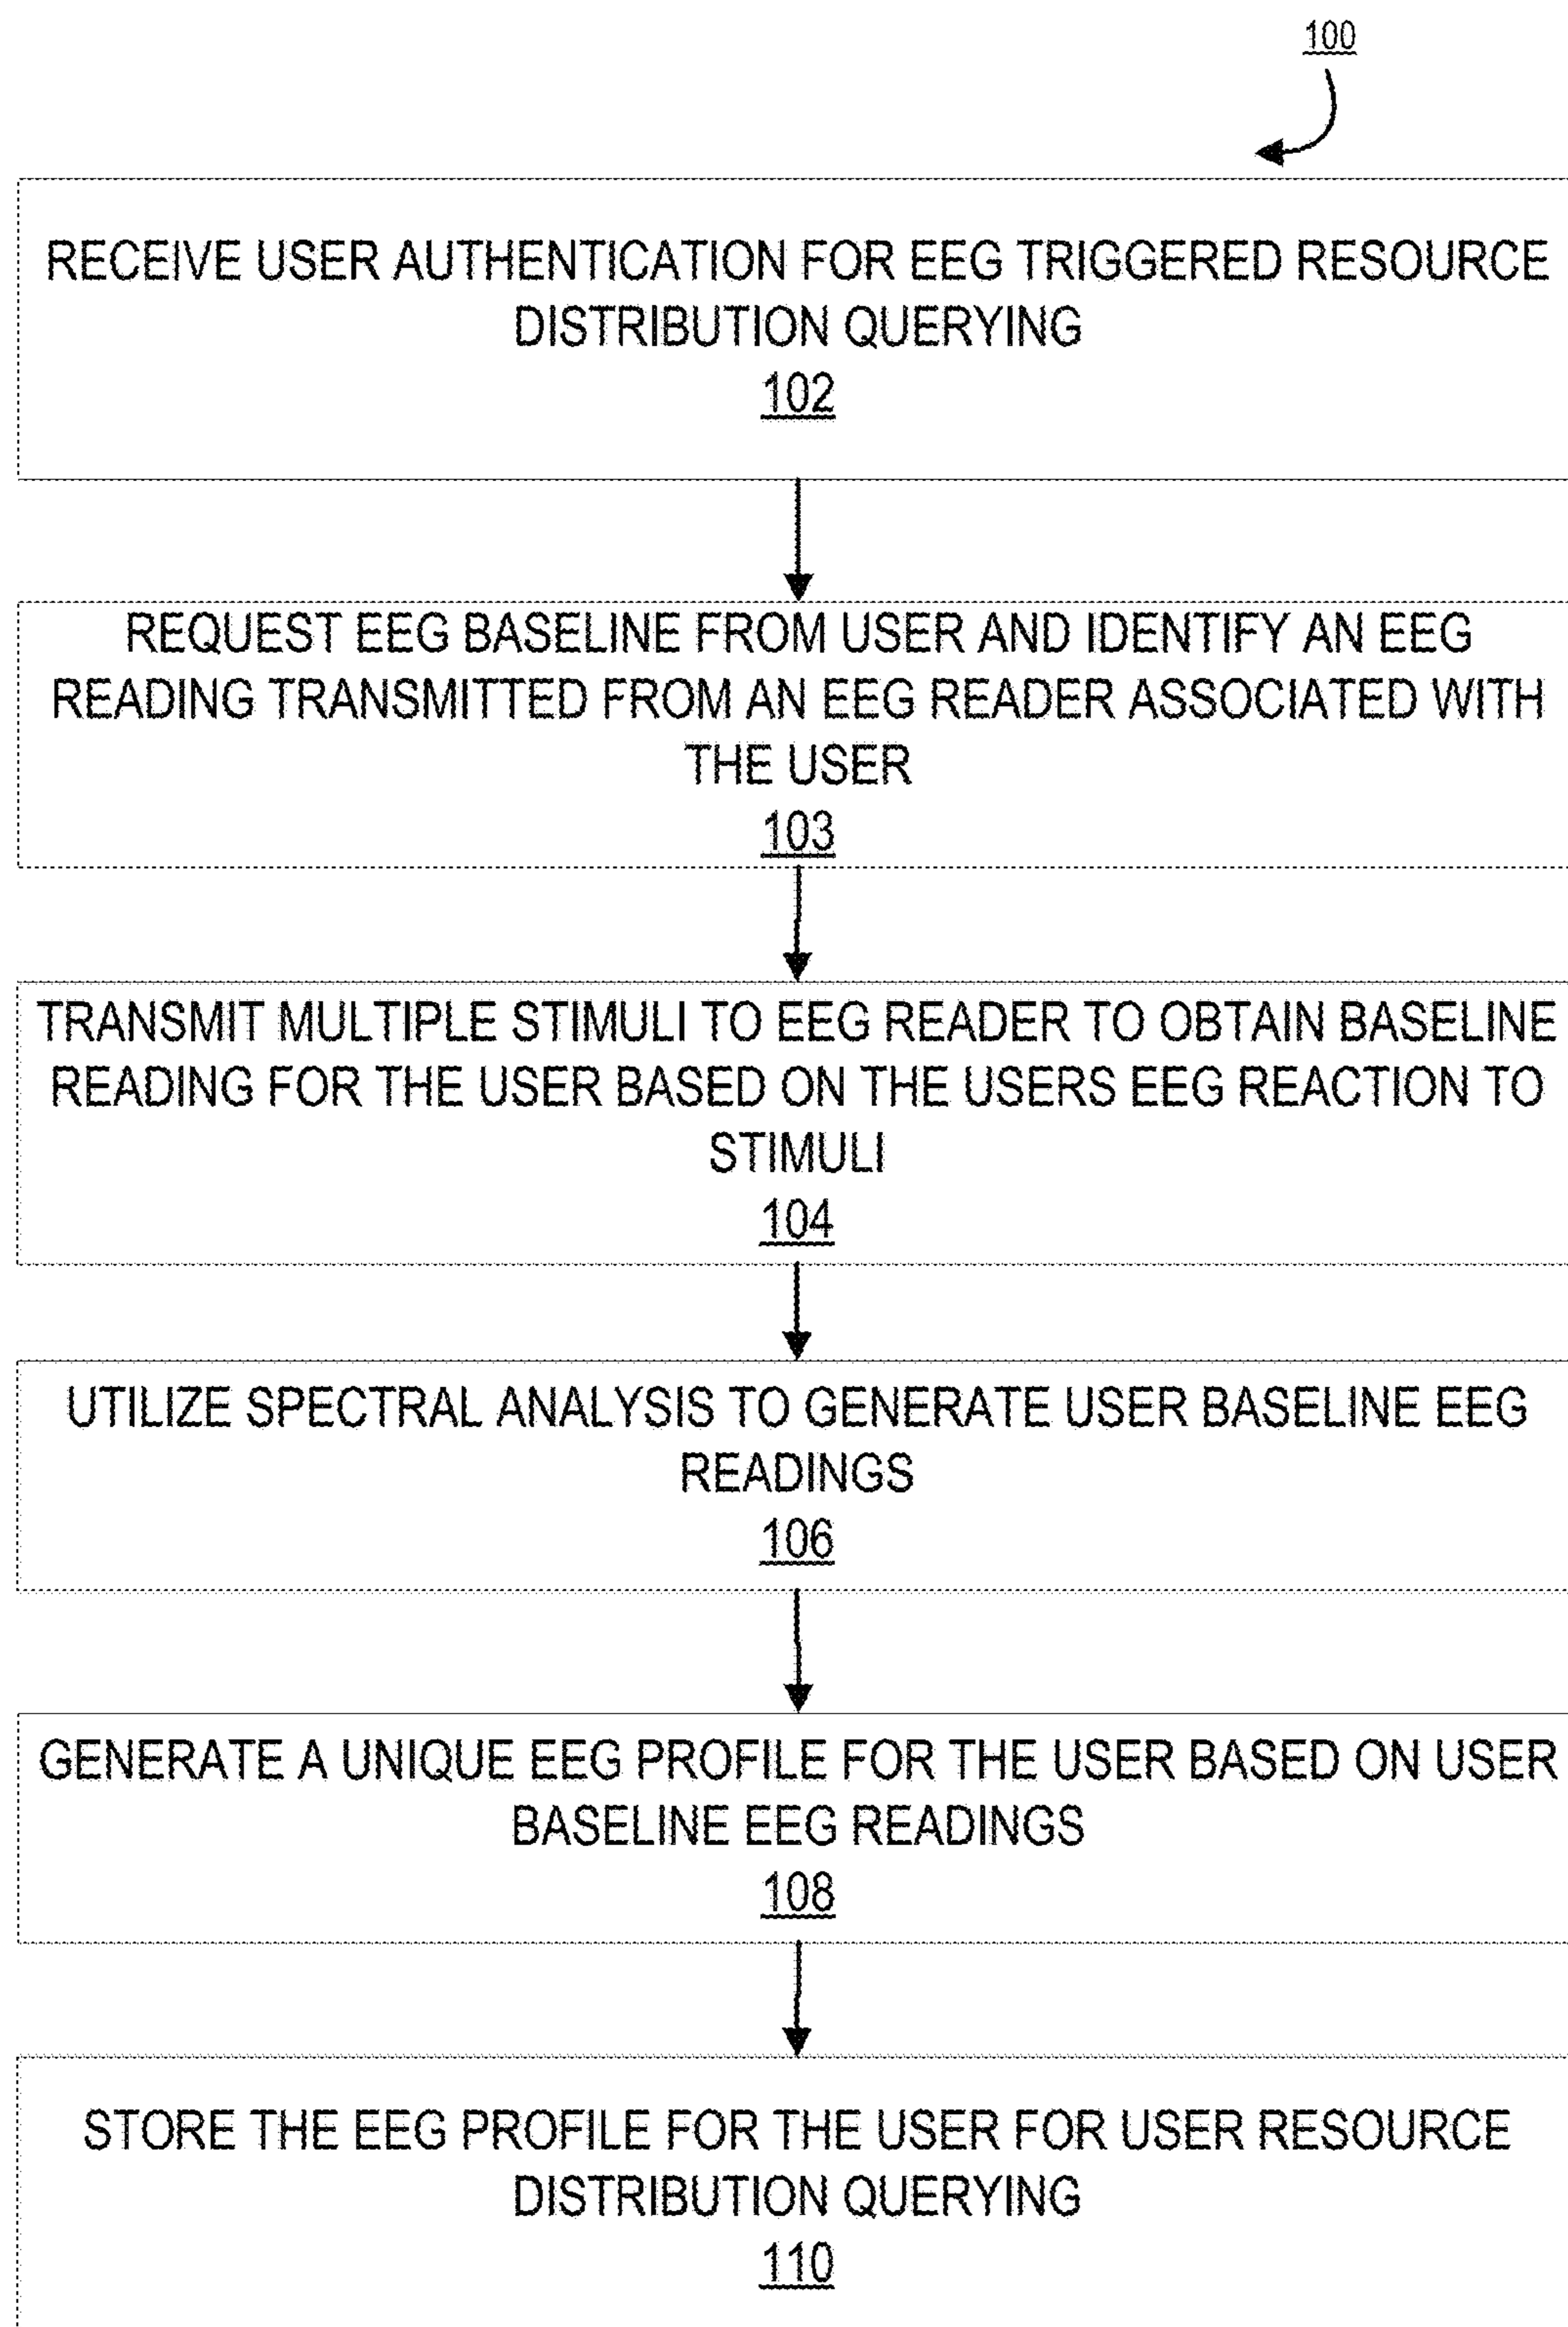 100
RECEIVE USER AUTHENTICATION FOR EEG TRIGGERED RESOURCE
DISTRIBUTION QUERYING
102
REQUEST EEG BASELINE FROM USER AND IDENTIFY AN EEG
READING TRANSMITTED FROM AN EEG READER ASSOCIATED WITH
THE USER
103
TRANSMIT MULTIPLE STIMULI TO EEG READER TO OBTAIN BASELINE
READING FOR THE USER BASED ON THE USERS EEG REACTION TO
STIMULI
104
UTILIZE SPECTRAL ANALYSIS TO GENERATE USER BASELINE EEG
READINGS
106
GENERATE A UNIQUE EEG PROFILE FOR THE USER BASED ON USER
BASELINE EEG READINGS
108
STORE THE EEG PROFILE FOR THE USER FOR USER RESOURCE
DISTRIBUTION QUERYING
110